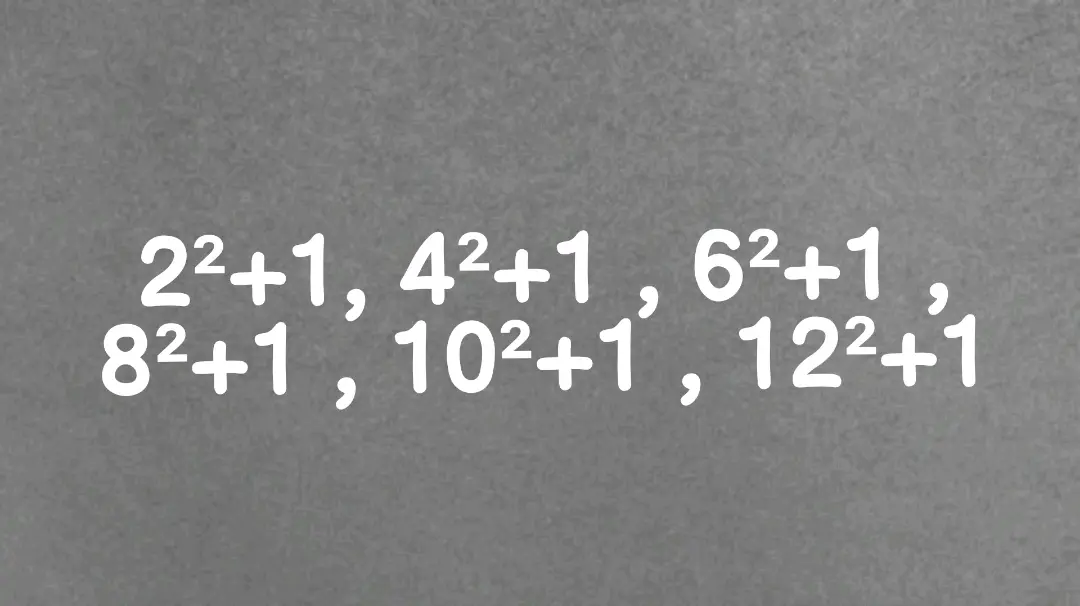 2²+1, 4²+1 , 6²+1 ,
8²+1 , 10²+1 , 12²+1